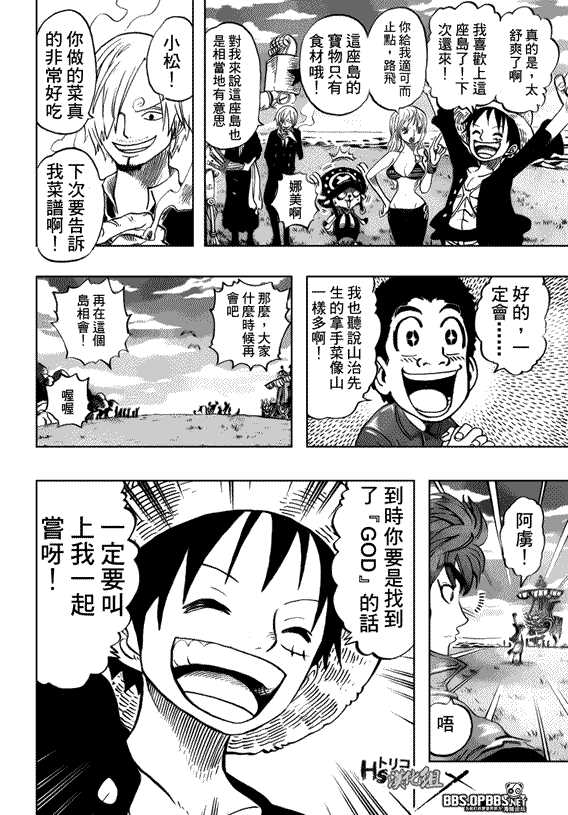 真的是，太
舒爽了啊
我喜歡上這
座島了！下
次還來！
你給我適可而
止點，路飛
這座島的
寶物只有
食材哦！
娜美啊
對我來說這座島也
是相當地有意思
小松！
你做的菜真
的非常好吃
下次要告訴
我菜譜啊！
好的，一
定會……
我也聽說山治先
生的拿手菜像山
一樣多啊！
那麼，大家
什麼時候再
會吧
再在這個
島相會！
喔喔
阿虜！
唔
到時你要是找到
了『GOD』的話
一定要叫
上我一起
嘗呀！
トリコ
HS漢化組
BBS.OPBBS.NET